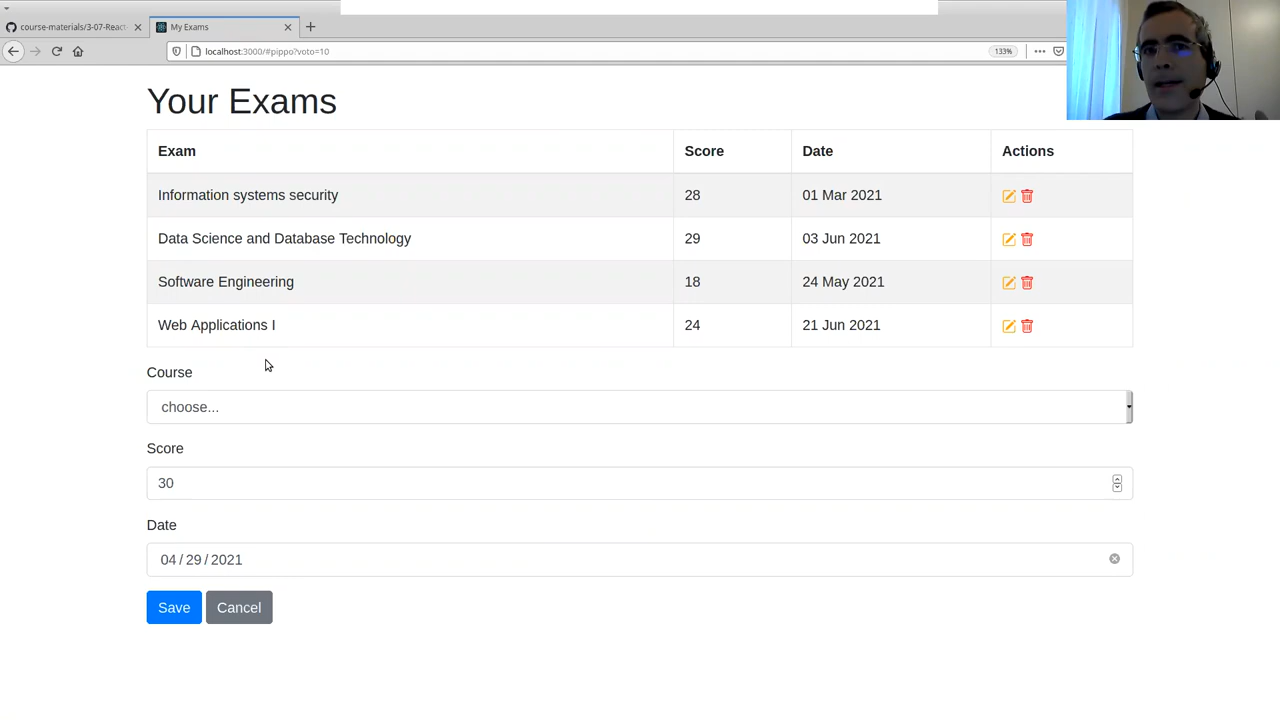 course-materials/3-07-React-
My Exams
localhost:3000/#pippo?voto=10
133%
Your Exams
Exam Score Date Actions
Information systems security 28 01 Mar 2021
Data Science and Database Technology 29 03 Jun 2021
Software Engineering 18 24 May 2021
Web Applications I 24 21 Jun 2021
Course
choose...
Score
30
Date
04/29/2021
Save Cancel